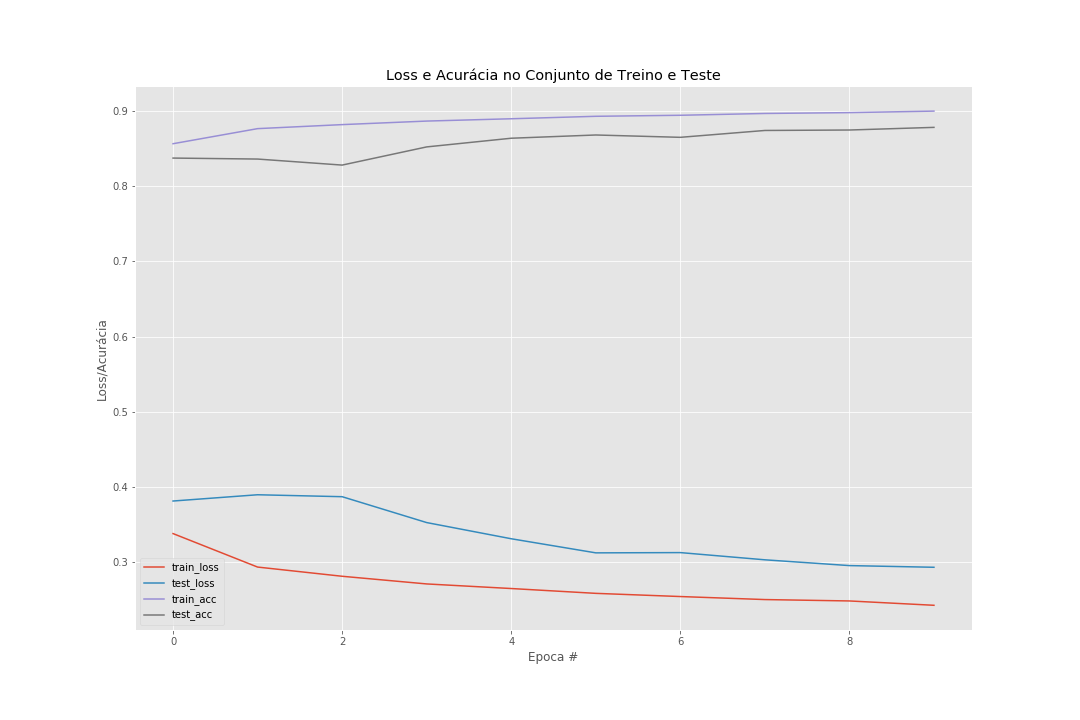 Loss e Acurácia no Conjunto de Treino e Teste
0.9
0.8
0.7
0.6
0.5
0.4
0.3
Loss/Acurácia
train_loss
test_loss
train_acc
test_acc
0 2 4 6 8
Epoca #